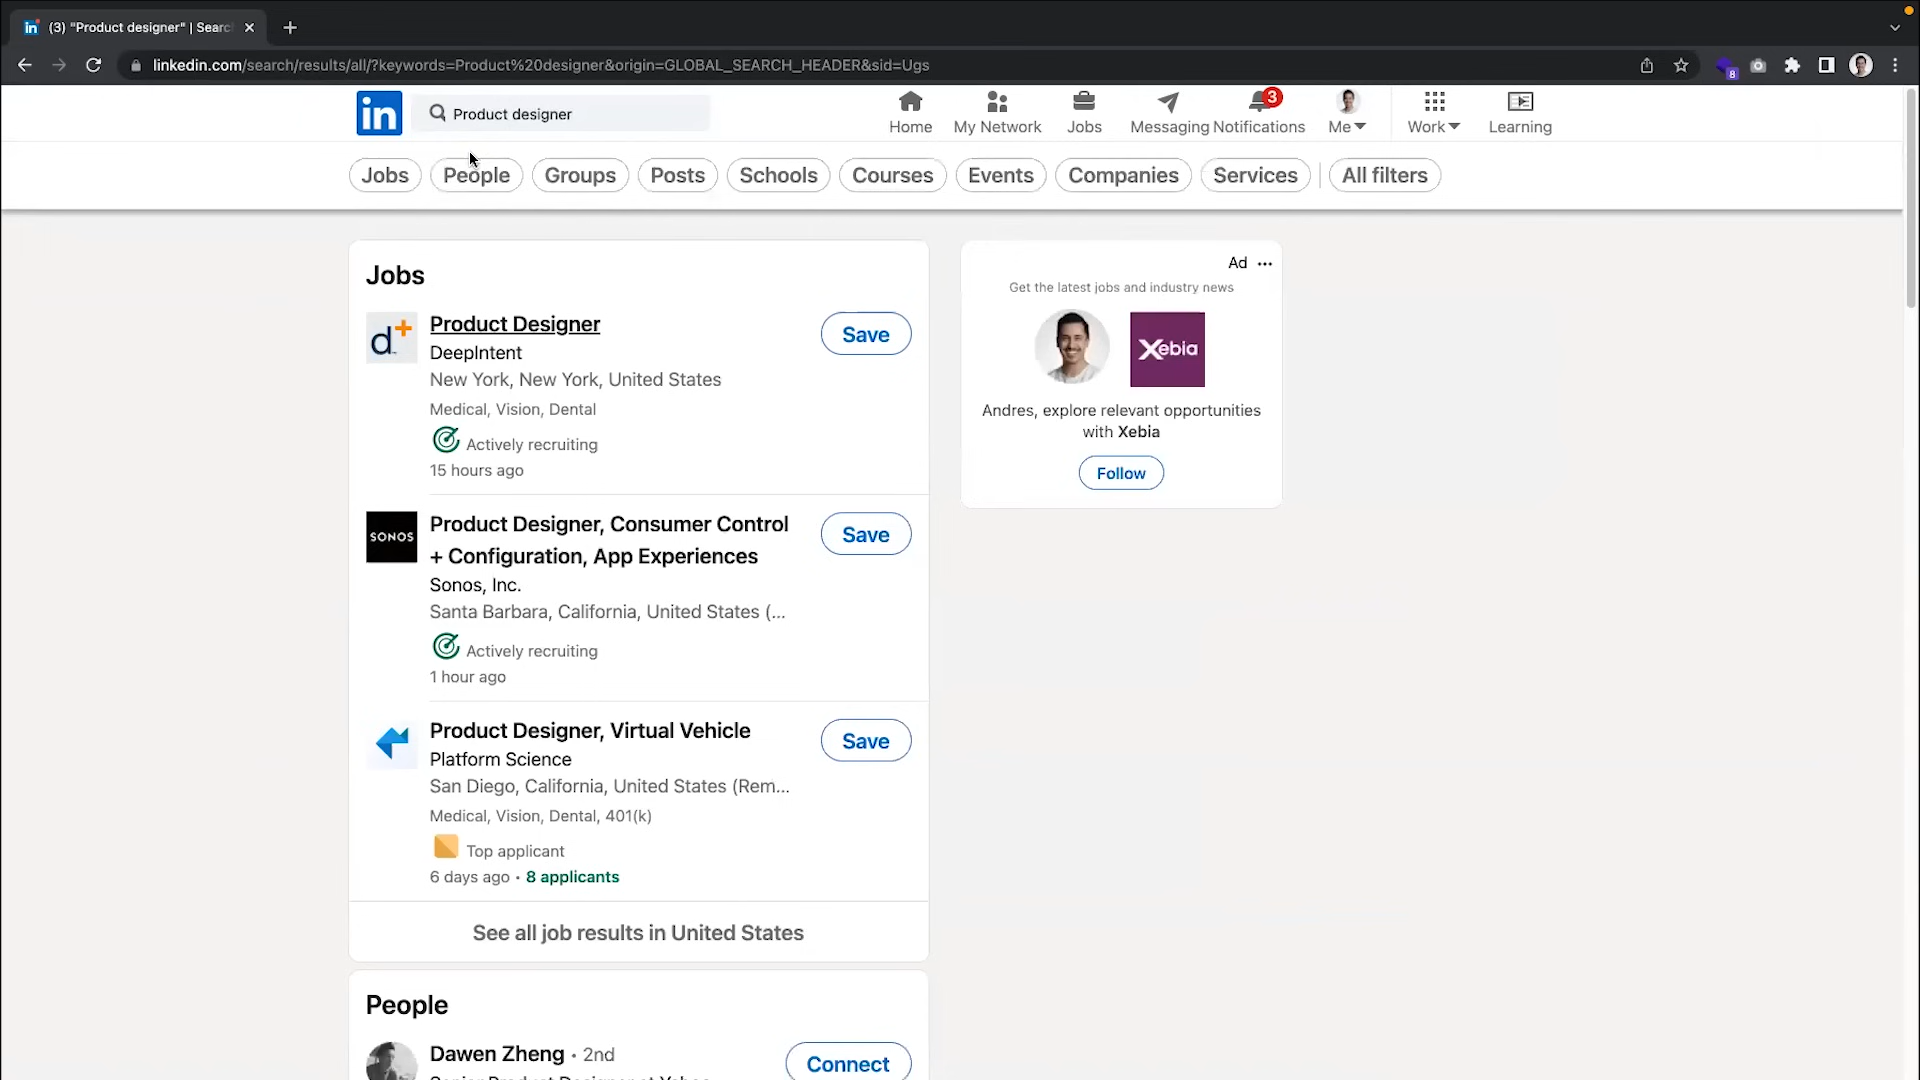 (3) "Product designer" | Searc
linkedin.com/search/results/all/?keywords=Product%20designer&origin=GLOBAL_SEARCH_HEADER&sid=Ugs
8
in
Product designer
Home
My Network
Jobs
Messaging
3
Notifications
Me
Work
Learning
Jobs
People
Groups
Posts
Schools
Courses
Events
Companies
Services
All filters
Jobs
d+
Product Designer
DeepIntent
New York, New York, United States
Medical, Vision, Dental
Actively recruiting
15 hours ago
Save
SONOS
Product Designer, Consumer Control
+ Configuration, App Experiences
Sonos, Inc.
Santa Barbara, California, United States (...
Actively recruiting
1 hour ago
Save
Product Designer, Virtual Vehicle
Platform Science
San Diego, California, United States (Rem...
Medical, Vision, Dental, 401(k)
Top applicant
6 days ago • 8 applicants
Save
See all job results in United States
People
Dawen Zheng • 2nd
Connect
Ad ...
Get the latest jobs and industry news
Xebia
Andres, explore relevant opportunities
with Xebia
Follow